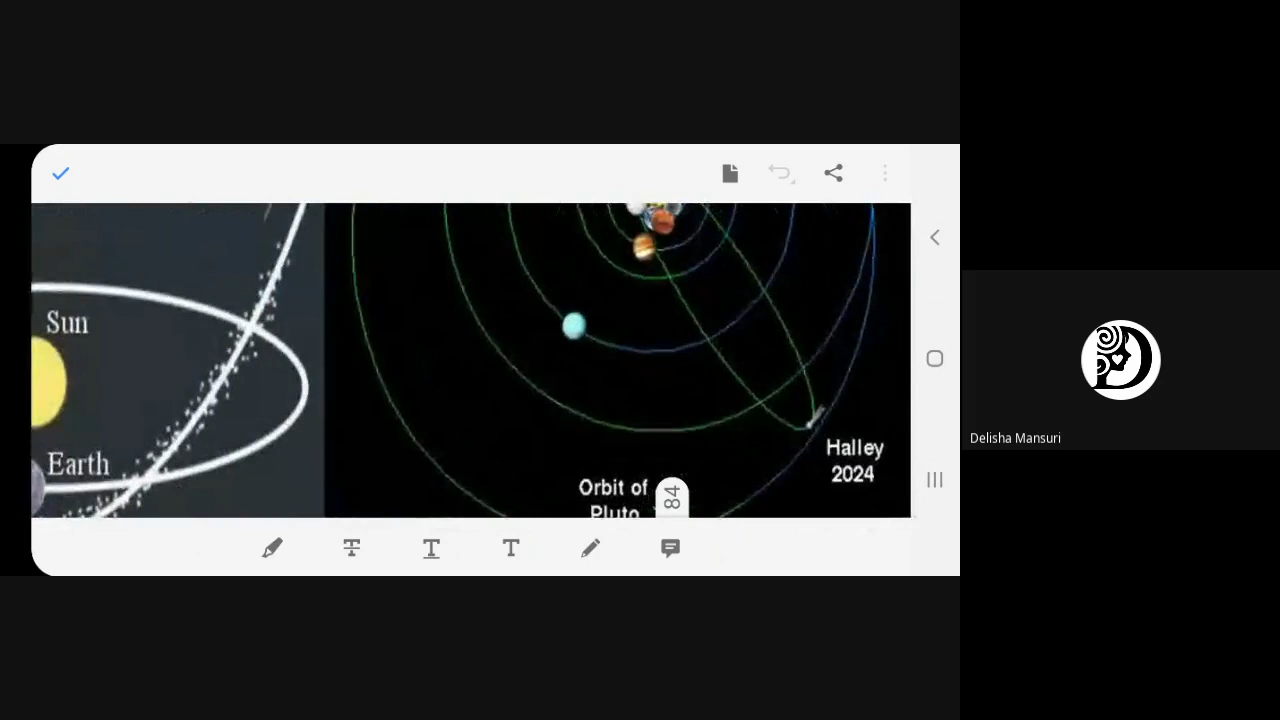 Sun
Earth
Halley
2024
Orbit of
Pluto
84
Delisha Mansuri